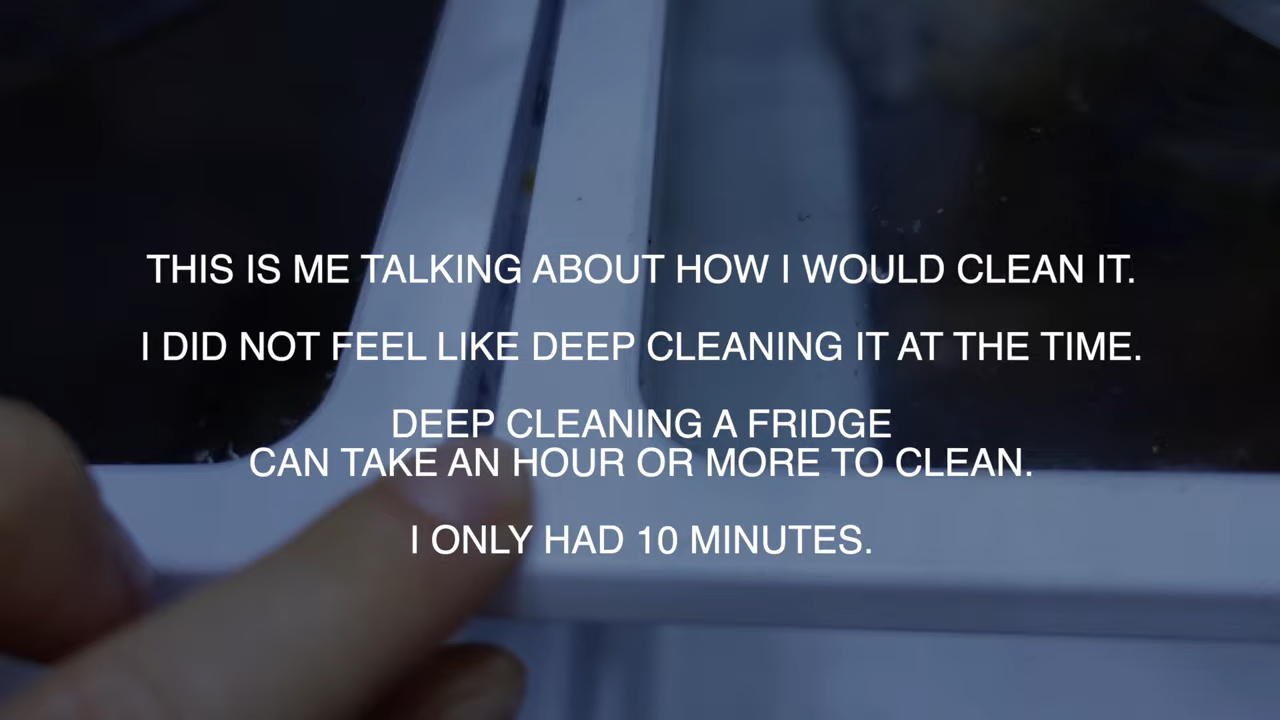 THIS IS ME TALKING ABOUT HOW I WOULD CLEAN IT.
I DID NOT FEEL LIKE DEEP CLEANING IT AT THE TIME.
DEEP CLEANING A FRIDGE
CAN TAKE AN HOUR OR MORE TO CLEAN.
I ONLY HAD 10 MINUTES.